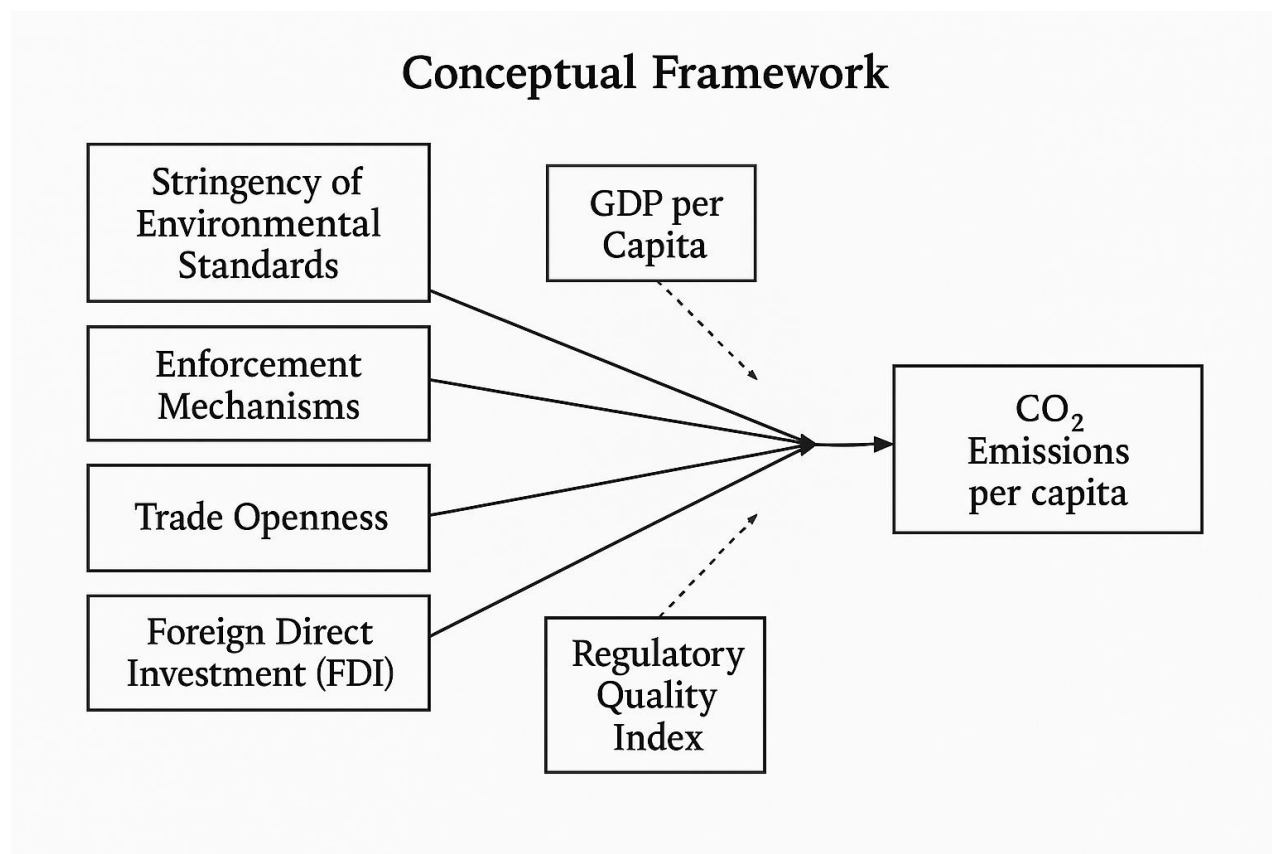 Conceptual Framework
Stringency of
Environmental
Standards
Enforcement
Mechanisms
Trade Openness
Foreign Direct
Investment (FDI)
GDP per
Capita
Regulatory
Quality
Index
CO₂
Emissions
per capita